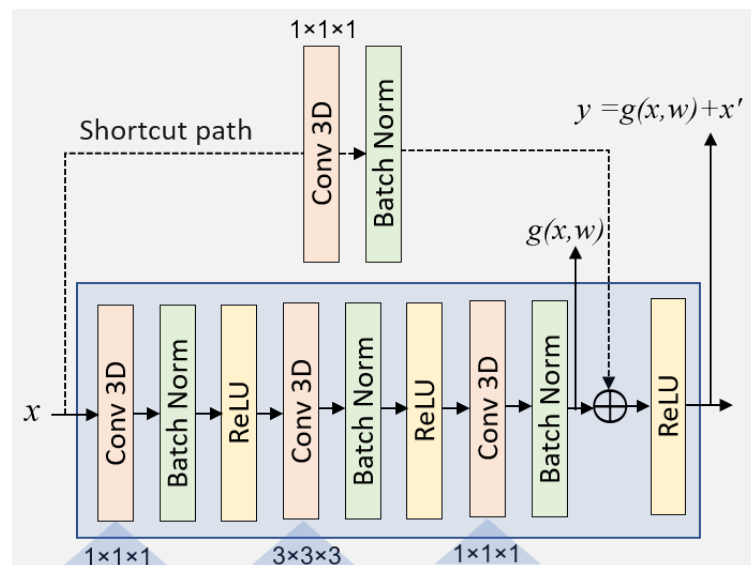 1×1×1
Conv 3D
Batch Norm
Shortcut path
y =g(x,w)+x'
g(x,w)
x
Conv 3D
Batch Norm
ReLU
Conv 3D
Batch Norm
ReLU
Conv 3D
Batch Norm
ReLU
1×1×1
3×3×3
1×1×1